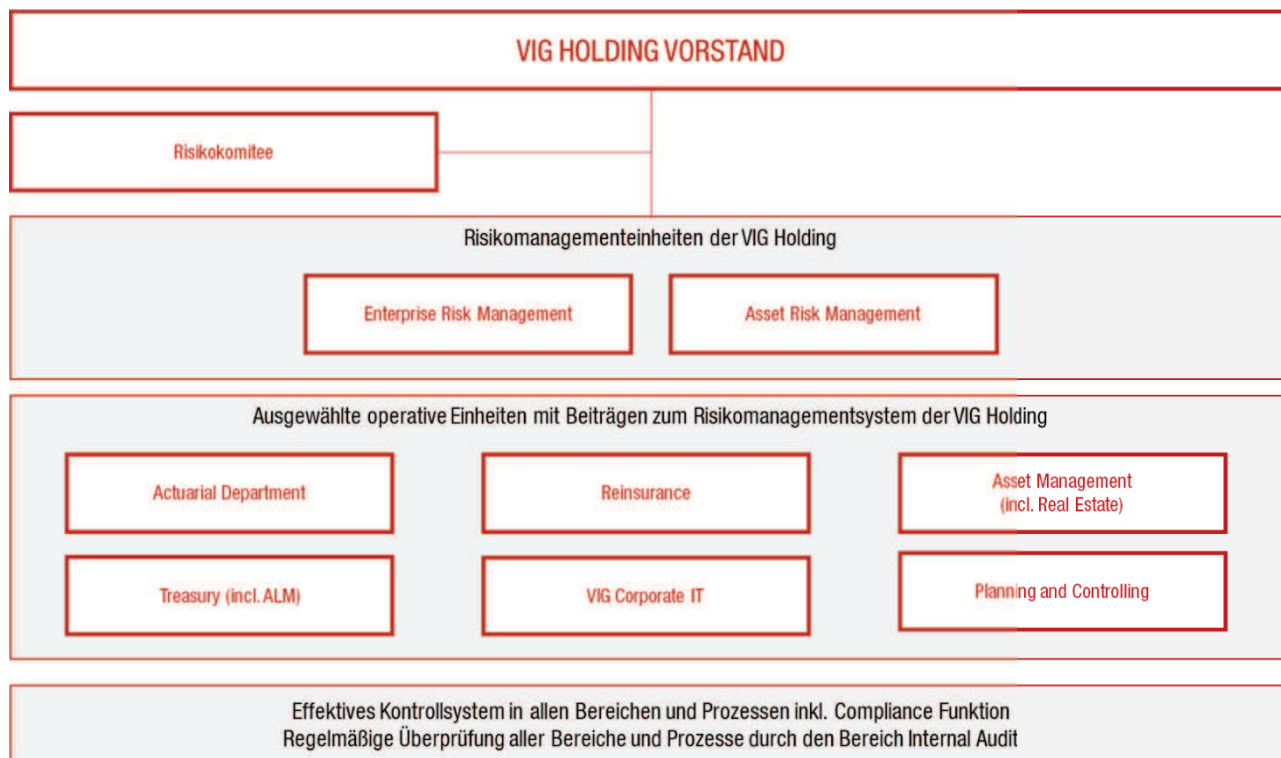 VIG HOLDING VORSTAND
Risikokomitee
Risikomanagementeinheiten der VIG Holding
Enterprise Risk Management
Asset Risk Management
Ausgewählte operative Einheiten mit Beiträgen zum Risikomanagementsystem der VIG Holding
Actuarial Department
Reinsurance
Asset Management
(incl. Real Estate)
Treasury (incl. ALM)
VIG Corporate IT
Planning and Controlling
Effektives Kontrollsystem in allen Bereichen und Prozessen inkl. Compliance Funktion
Regelmäßige Überprüfung aller Bereiche und Prozesse durch den Bereich Internal Audit